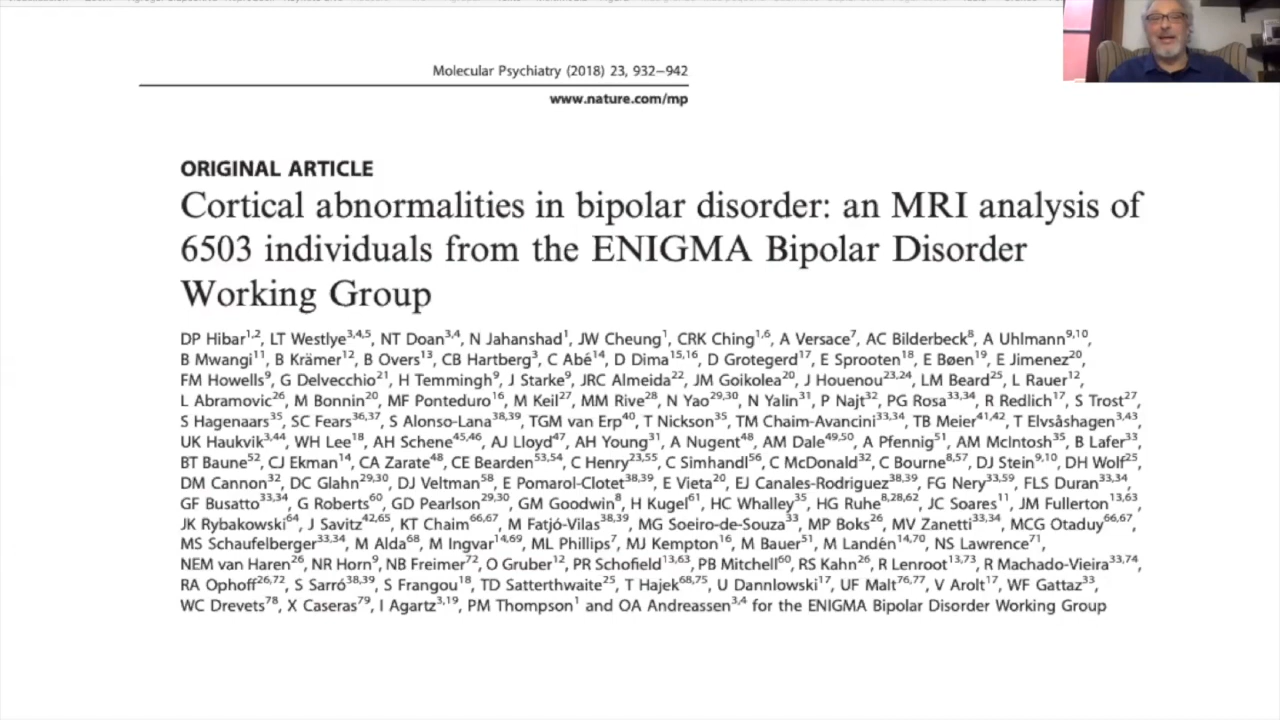 Molecular Psychiatry (2018) 23, 932–942
www.nature.com/mp
ORIGINAL ARTICLE
Cortical abnormalities in bipolar disorder: an MRI analysis of
6503 individuals from the ENIGMA Bipolar Disorder
Working Group
DP Hibar1,2, LT Westlye3,4,5, NT Doan3,4, N Jahanshad1, JW Cheung1, CRK Ching1,6, A Versace7, AC Bilderbeck8, A Uhlmann9,10,
B Mwangi11, B Krämer12, B Overs13, CB Hartberg3, C Abé14, D Dima15,16, D Grotegerd17, E Sprooten18, E Bøen19, E Jimenez20,
FM Howells9, G Delvecchio21, H Temmingh9, J Starke9, JRC Almeida22, JM Goikolea20, J Houenou23,24, LM Beard25, L Rauer12,
L Abramovic26, M Bonnin20, MF Ponteduro16, M Keil27, MM Rive28, N Yao29,30, N Yalin31, P Najt32, PG Rosa33,34, R Redlich17, S Trost27,
S Hagenaars35, SC Fears36,37, S Alonso-Lana38,39, TGM van Erp40, T Nickson35, TM Chaim-Avancini33,34, TB Meier41,42, T Elvsåshagen3,43,
UK Haukvik3,44, WH Lee18, AH Schene45,46, AJ Lloyd47, AH Young31, A Nugent48, AM Dale49,50, A Pfennig51, AM McIntosh35, B Lafer33,
BT Baune52, CJ Ekman14, CA Zarate48, CE Bearden53,54, C Henry23,55, C Simhandl56, C McDonald32, C Bourne8,57, DJ Stein9,10, DH Wolf25,
DM Cannon32, DC Glahn29,30, DJ Veltman58, E Pomarol-Clotet38,39, E Vieta20, EJ Canales-Rodriguez38,39, FG Nery33,59, FLS Duran33,34,
GF Busatto33,34, G Roberts60, GD Pearlson29,30, GM Goodwin8, H Kugel61, HC Whalley35, HG Ruhe8,28,62, JC Soares11, JM Fullerton13,63,
JK Rybakowski64, J Savitz42,65, KT Chaim66,67, M Fatjó-Vilas38,39, MG Soeiro-de-Souza33, MP Boks26, MV Zanetti33,34, MCG Otaduy66,67,
MS Schaufelberger33,34, M Alda68, M Ingvar14,69, ML Phillips7, MJ Kempton16, M Bauer51, M Landén14,70, NS Lawrence71,
NEM van Haren26, NR Horn9, NB Freimer72, O Gruber12, PR Schofield13,63, PB Mitchell60, RS Kahn26, R Lenroot13,73, R Machado-Vieira33,74,
RA Ophoff26,72, S Sarró38,39, S Frangou18, TD Satterthwaite25, T Hajek68,75, U Dannlowski17, UF Malt76,77, V Arolt17, WF Gattaz33,
WC Drevets78, X Caseras79, I Agartz3,19, PM Thompson1 and OA Andreassen3,4 for the ENIGMA Bipolar Disorder Working Group